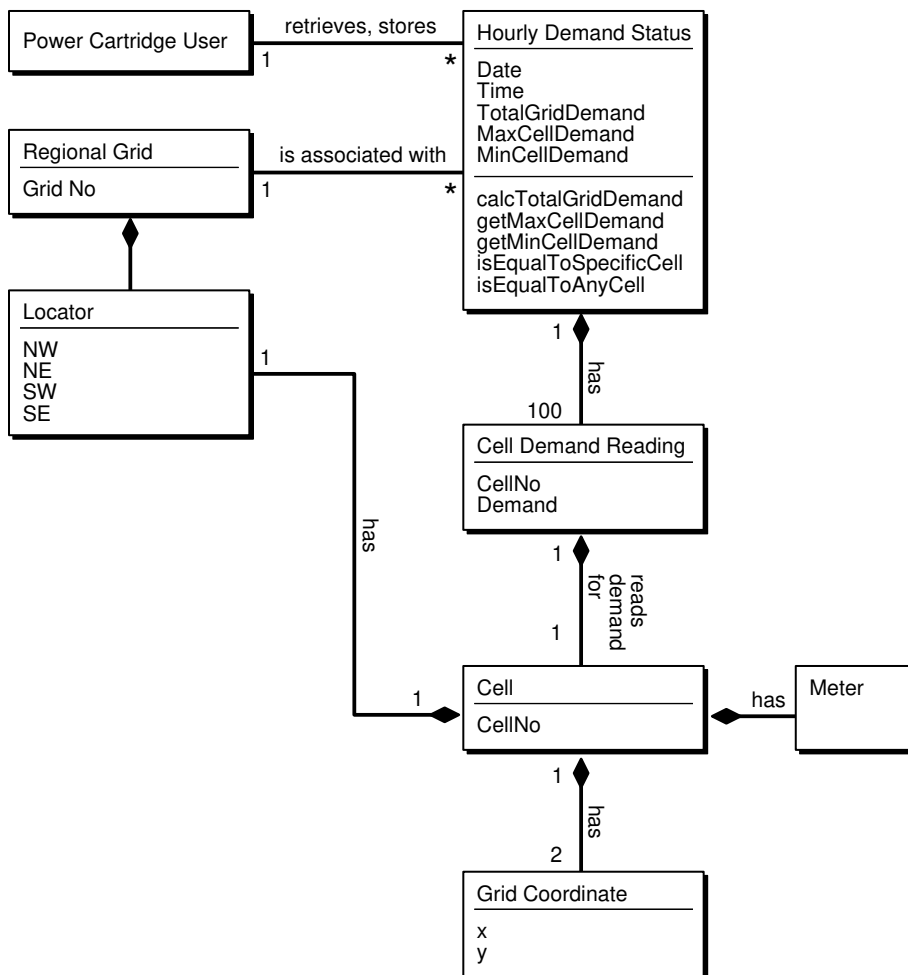 Power Cartridge User
retrieves, stores
1
*
Hourly Demand Status
Date
Time
TotalGridDemand
MaxCellDemand
MinCellDemand
calcTotalGridDemand
getMaxCellDemand
getMinCellDemand
isEqualToSpecificCell
isEqualToAnyCell
Regional Grid
Grid No
is associated with
1
*
Locator
NW
NE
SW
SE
1
has
1
1
has
100
Cell Demand Reading
CellNo
Demand
1
reads
demand
for
1
Cell
CellNo
has
Meter
1
has
2
Grid Coordinate
x
y